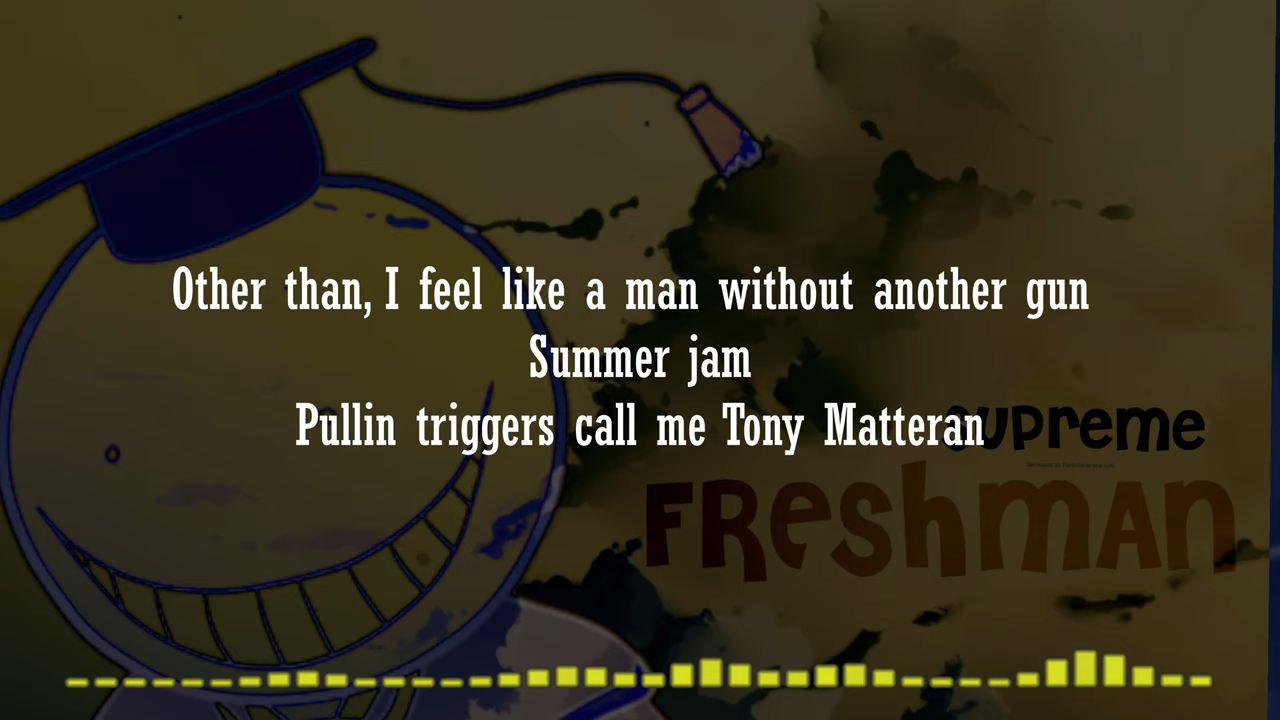 Other than, I feel like a man without another gun
Summer jam
Pullin triggers call me Tony Matteran
supreme
FRESHMAN